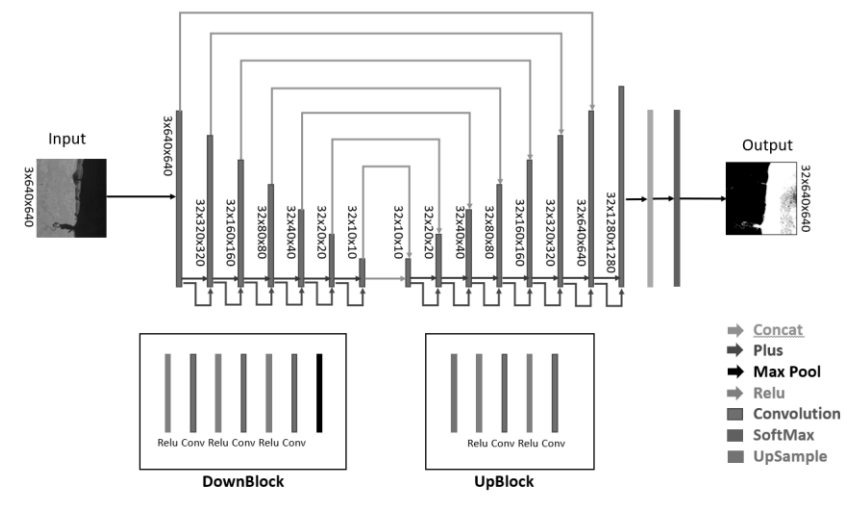 Input
3x640x640
3x640x640
32x320x320
32x160x160
32x80x80
32x40x40
32x20x20
32x10x10
32x10x10
32x20x20
32x40x40
32x80x80
32x160x160
32x320x320
32x640x640
32x1280x1280
Output
32x640x640
Relu Conv Relu Conv Relu Conv
DownBlock
Relu Conv Relu Conv
UpBlock
Concat
Plus
Max Pool
Relu
Convolution
SoftMax
UpSample